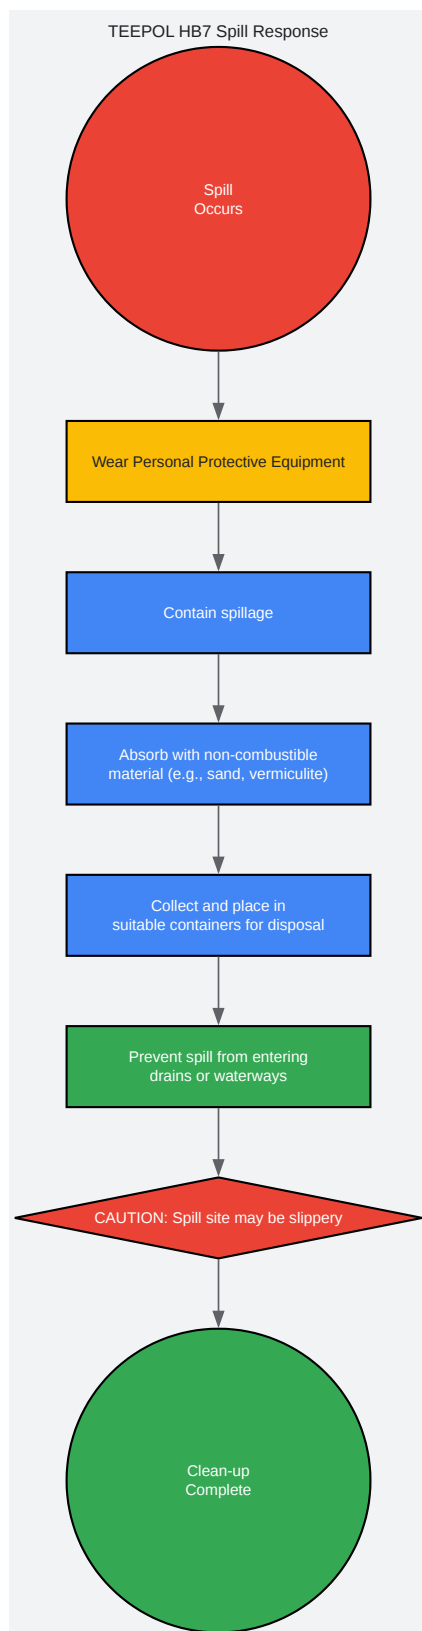 TEEPOL HB7 Spill Response
Spill
Occurs
Wear Personal Protective Equipment
Contain spillage
Absorb with non-combustible
material (e.g., sand, vermiculite)
Collect and place in
suitable containers for disposal
Prevent spill from entering
drains or waterways
CAUTION: Spill site may be slippery
Clean-up
Complete